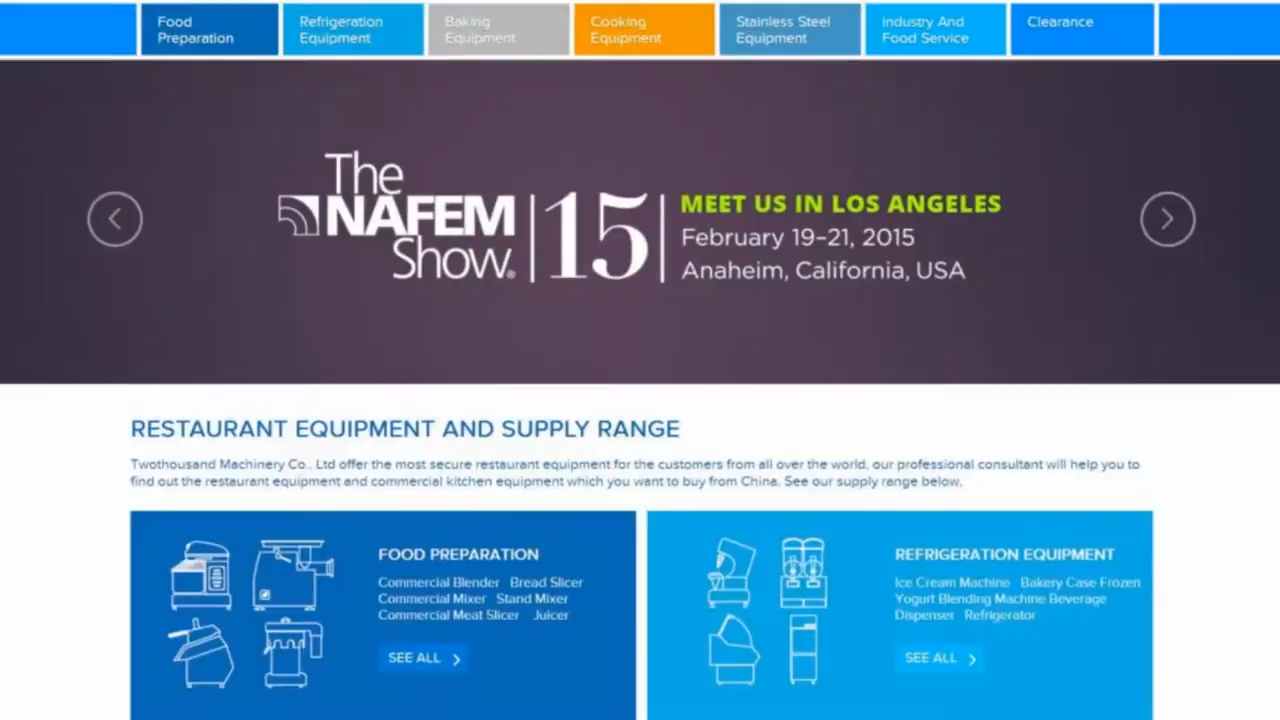 Food
Preparation
Refrigeration
Equipment
Baking
Equipment
Cooking
Equipment
Stainless Steel
Equipment
Industry And
Food Service
Clearance
The
NAFEM
Show.®
15
MEET US IN LOS ANGELES
February 19–21, 2015
Anaheim, California, USA
RESTAURANT EQUIPMENT AND SUPPLY RANGE
Twothousand Machinery Co., Ltd offer the most secure restaurant equipment for the customers from all over the world, our professional consultant will help you to
find out the restaurant equipment and commercial kitchen equipment which you want to buy from China. See our supply range below.
FOOD PREPARATION
Commercial Blender Bread Slicer
Commercial Mixer Stand Mixer
Commercial Meat Slicer Juicer
SEE ALL
REFRIGERATION EQUIPMENT
Ice Cream Machine Bakery Case Frozen
Yogurt Blending Machine Beverage
Dispenser Refrigerator
SEE ALL